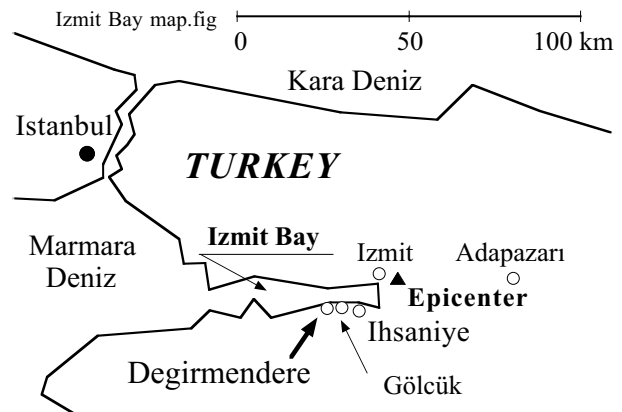 Izmit Bay map.fig
0 50 100 km
Kara Deniz
Istanbul
TURKEY
Marmara
Deniz
Izmit Bay
Izmit
Adapazarı
Epicenter
Ihsaniye
Degirmendere
Gölcük